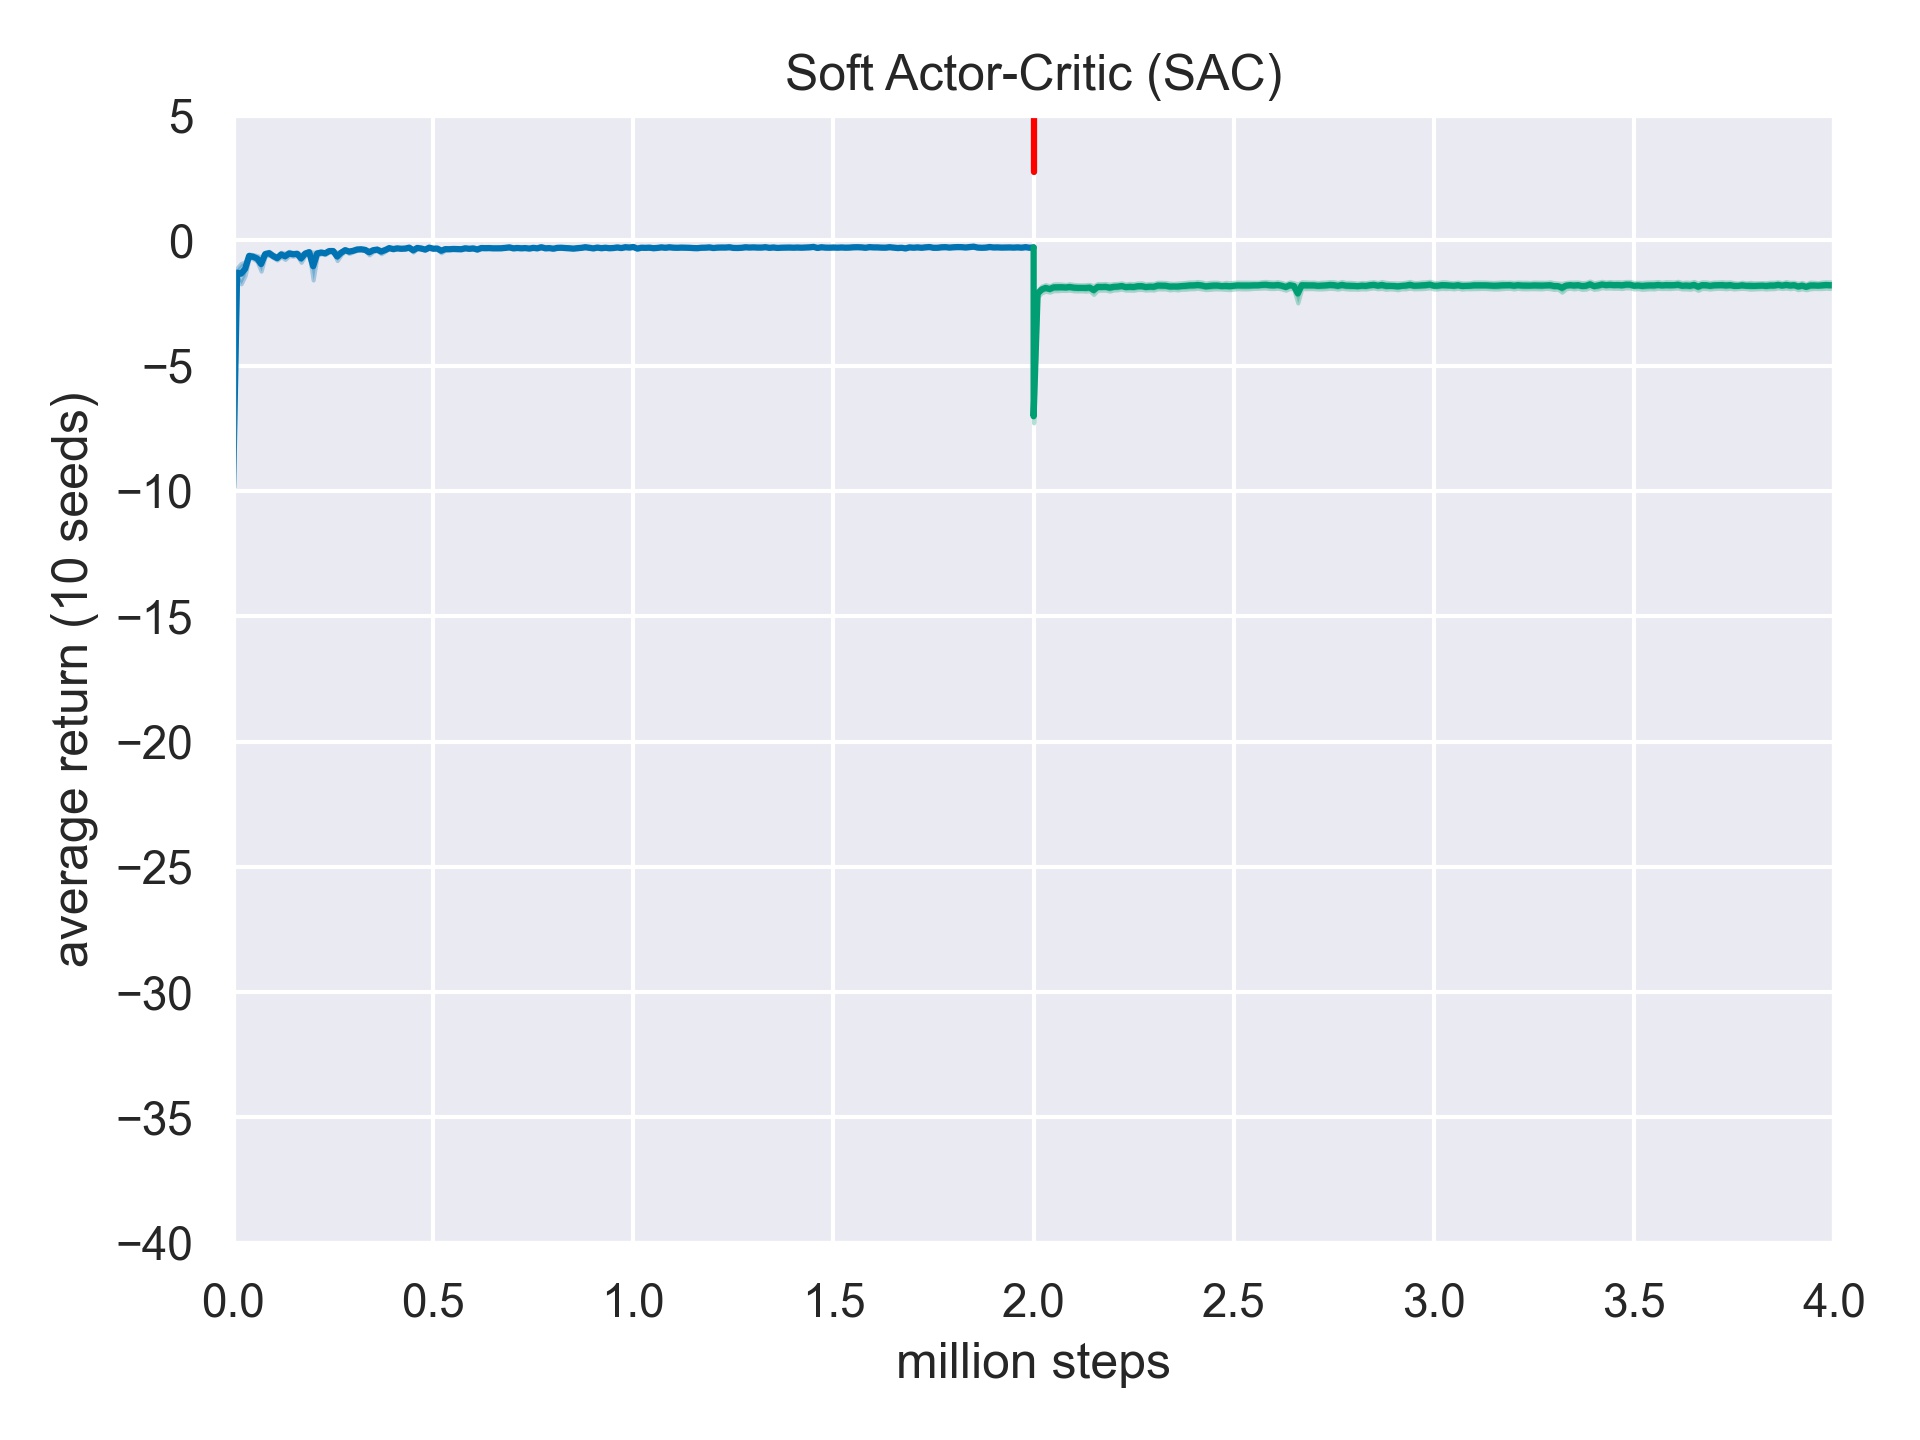 Soft Actor-Critic (SAC)
5
0
−5
−10
−15
−20
−25
−30
−35
−40
average return (10 seeds)
0.0 0.5 1.0 1.5 2.0 2.5 3.0 3.5 4.0
million steps